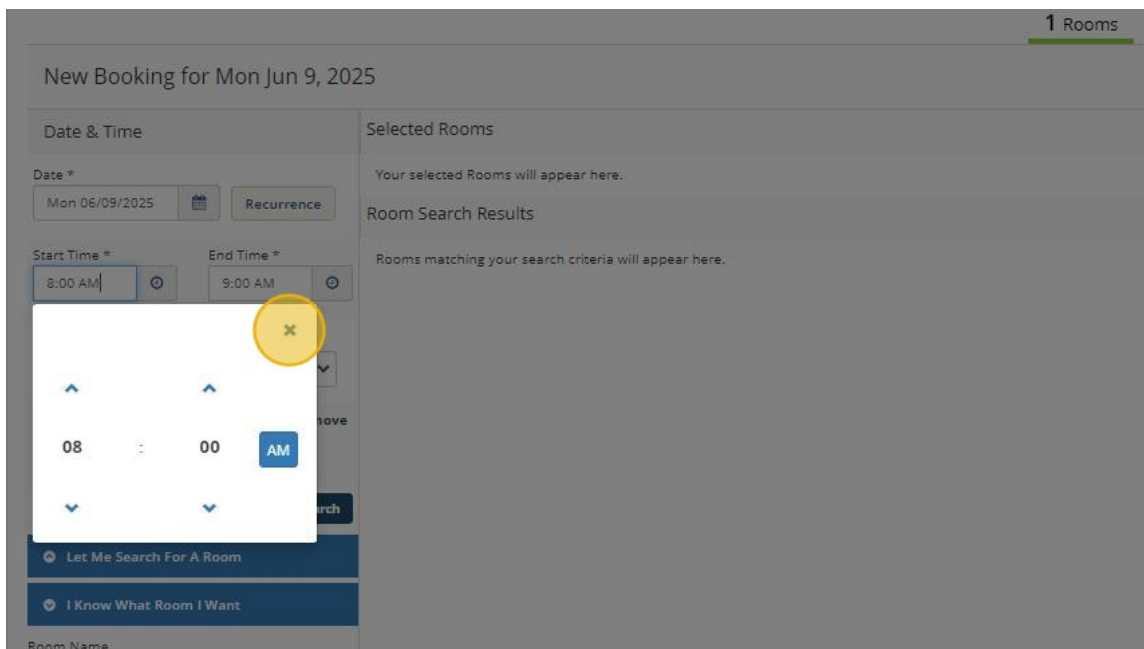 1 Rooms
New Booking for Mon Jun 9, 2025
Date & Time
Selected Rooms
Date *
Your selected Rooms will appear here.
Mon 06/09/2025
Recurrence
Room Search Results
Start Time *
End Time *
Rooms matching your search criteria will appear here.
8:00 AM
9:00 AM
08 : 00 AM
Let Me Search For A Room
I Know What Room I Want
Room Name